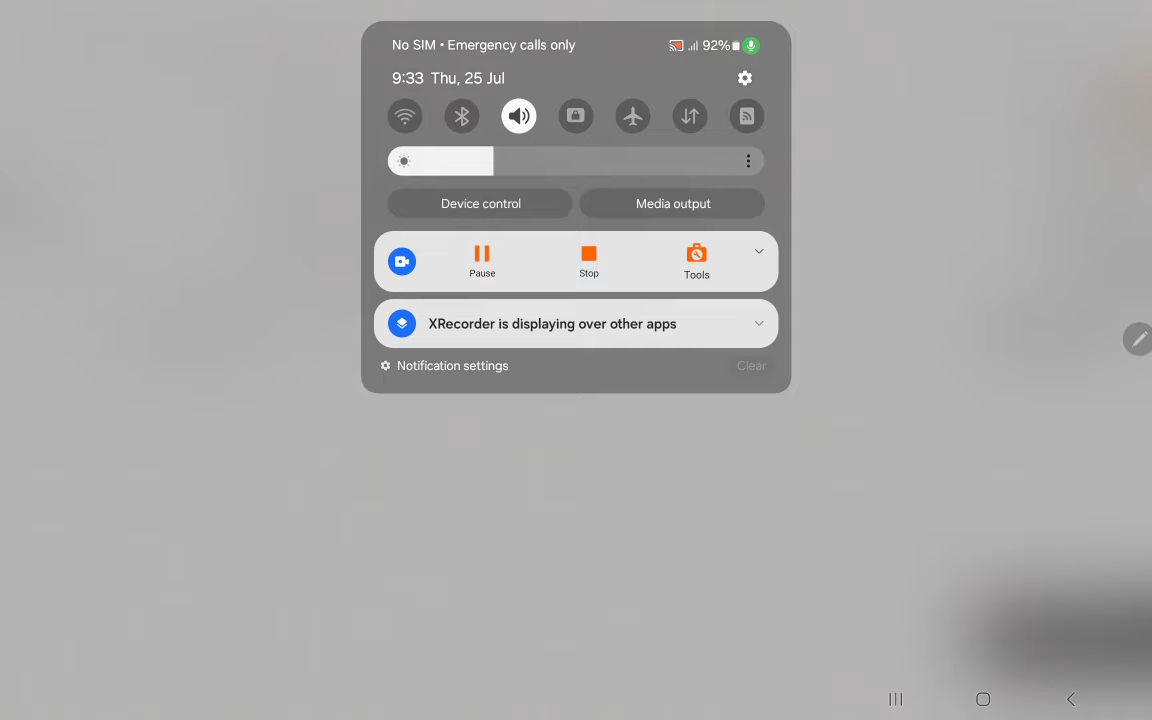 No SIM • Emergency calls only 92%
9:33 Thu, 25 Jul
Device control Media output
Pause Stop Tools
XRecorder is displaying over other apps
Notification settings Clear